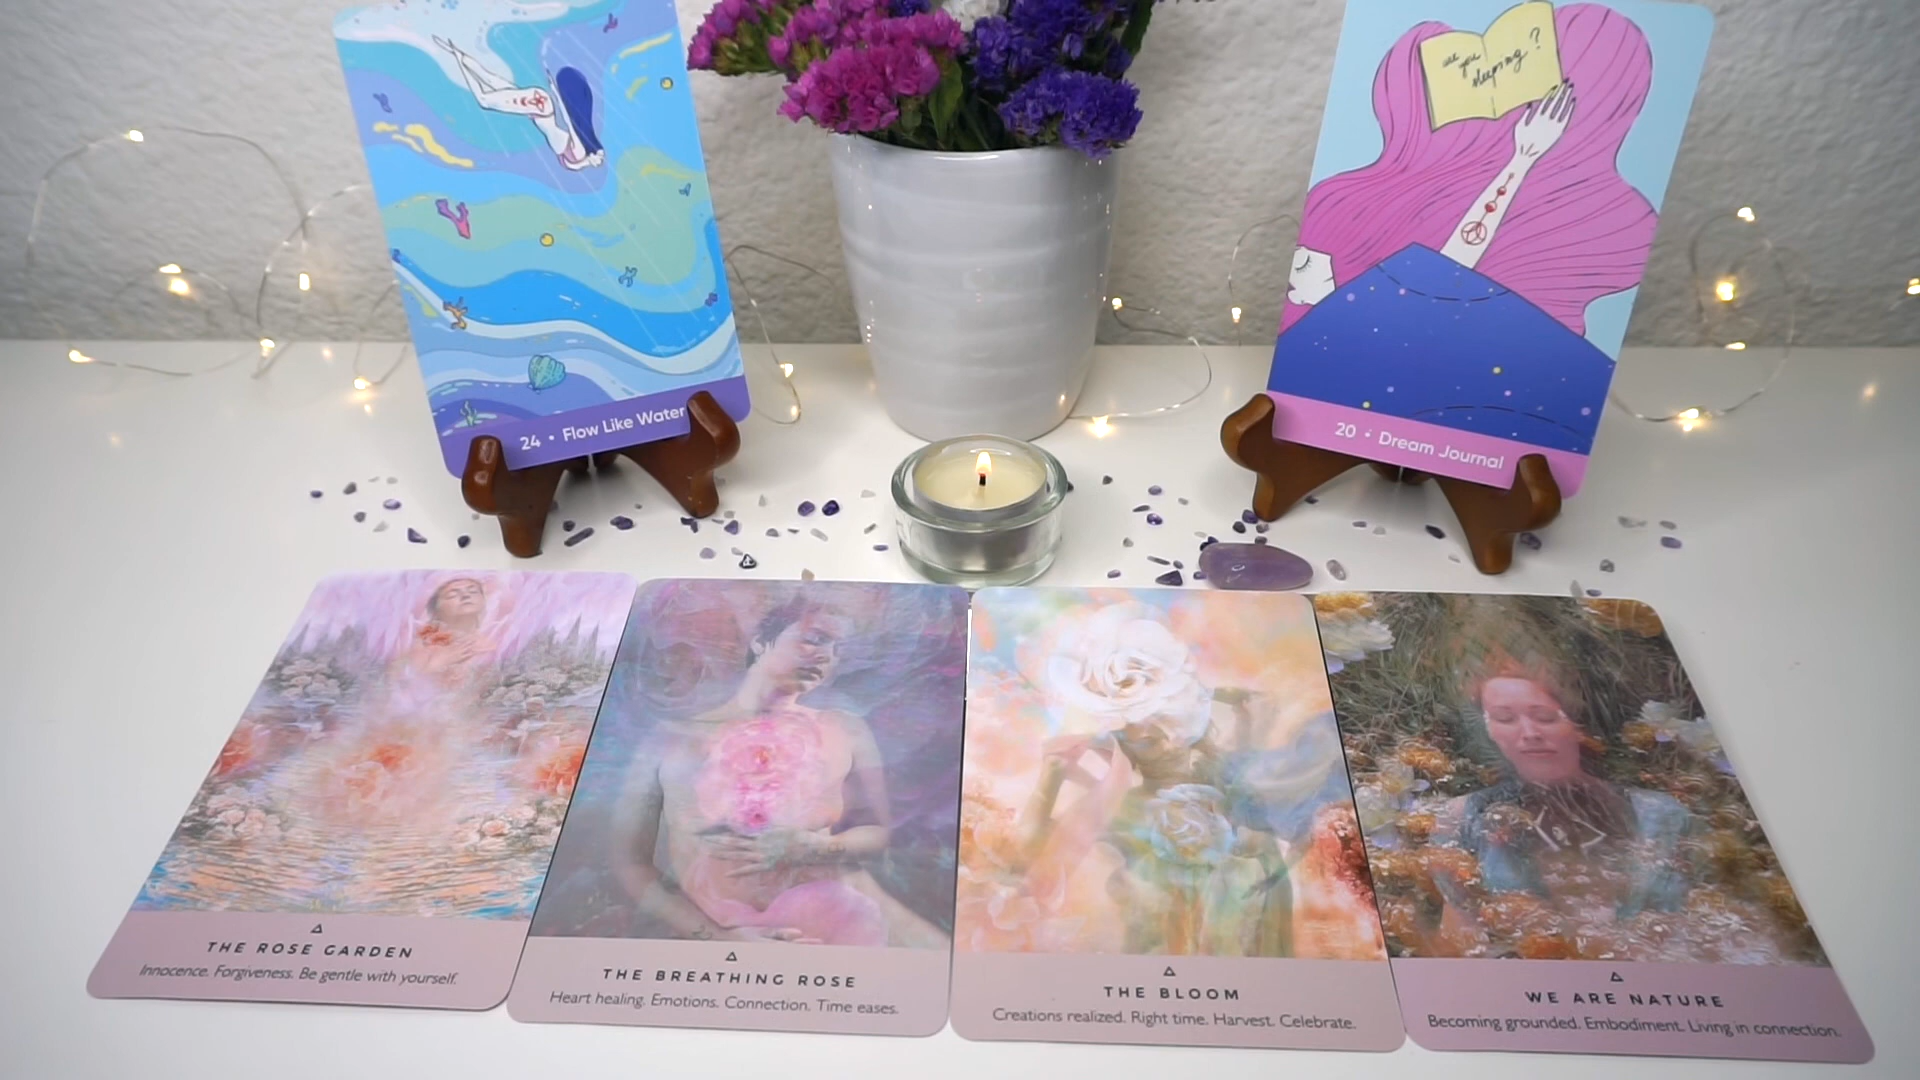 are you sleeping?
24 • Flow Like Water
20 • Dream Journal
THE ROSE GARDEN
Innocence. Forgiveness. Be gentle with yourself.
THE BREATHING ROSE
Heart healing. Emotions. Connection. Time eases.
THE BLOOM
Creations realized. Right time. Harvest. Celebrate.
WE ARE NATURE
Becoming grounded. Embodiment. Living in connection.